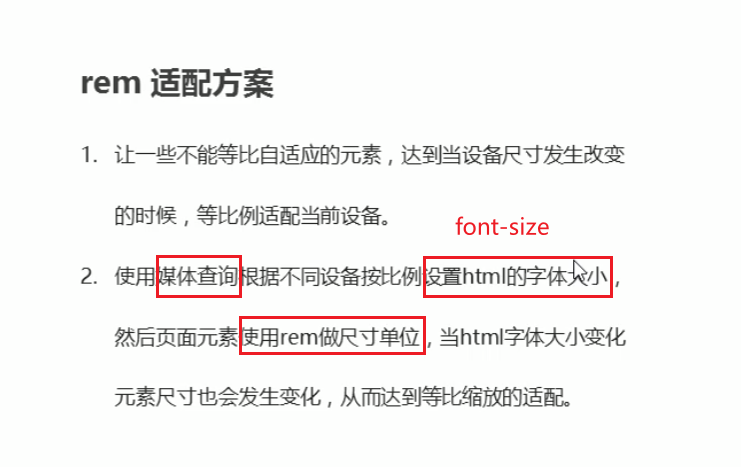 rem 适配方案
1. 让一些不能等比自适应的元素，达到当设备尺寸发生改变
的时候，等比例适配当前设备。
font-size
2. 使用媒体查询根据不同设备按比例设置html的字体大小，
然后页面元素使用rem做尺寸单位，当html字体大小变化
元素尺寸也会发生变化，从而达到等比缩放的适配。